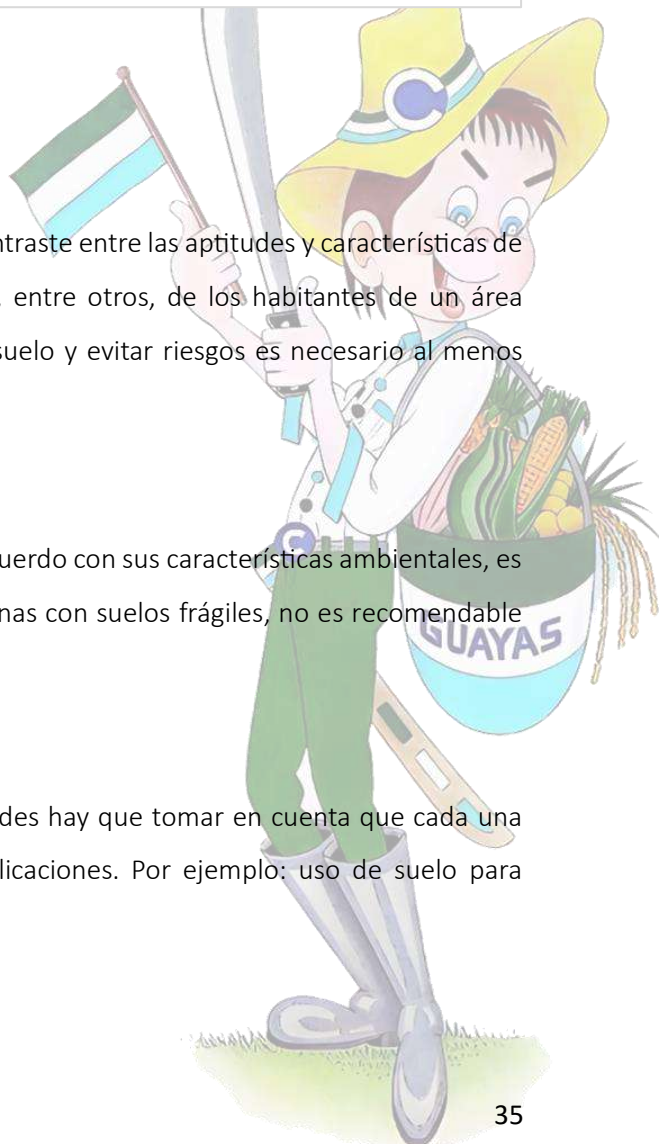 ntraste entre las aptitudes y características de
entre otros, de los habitantes de un área
suelo y evitar riesgos es necesario al menos
uerdo con sus características ambientales, es
nas con suelos frágiles, no es recomendable
GUAYAS
des hay que tomar en cuenta que cada una
licaciones. Por ejemplo: uso de suelo para
35